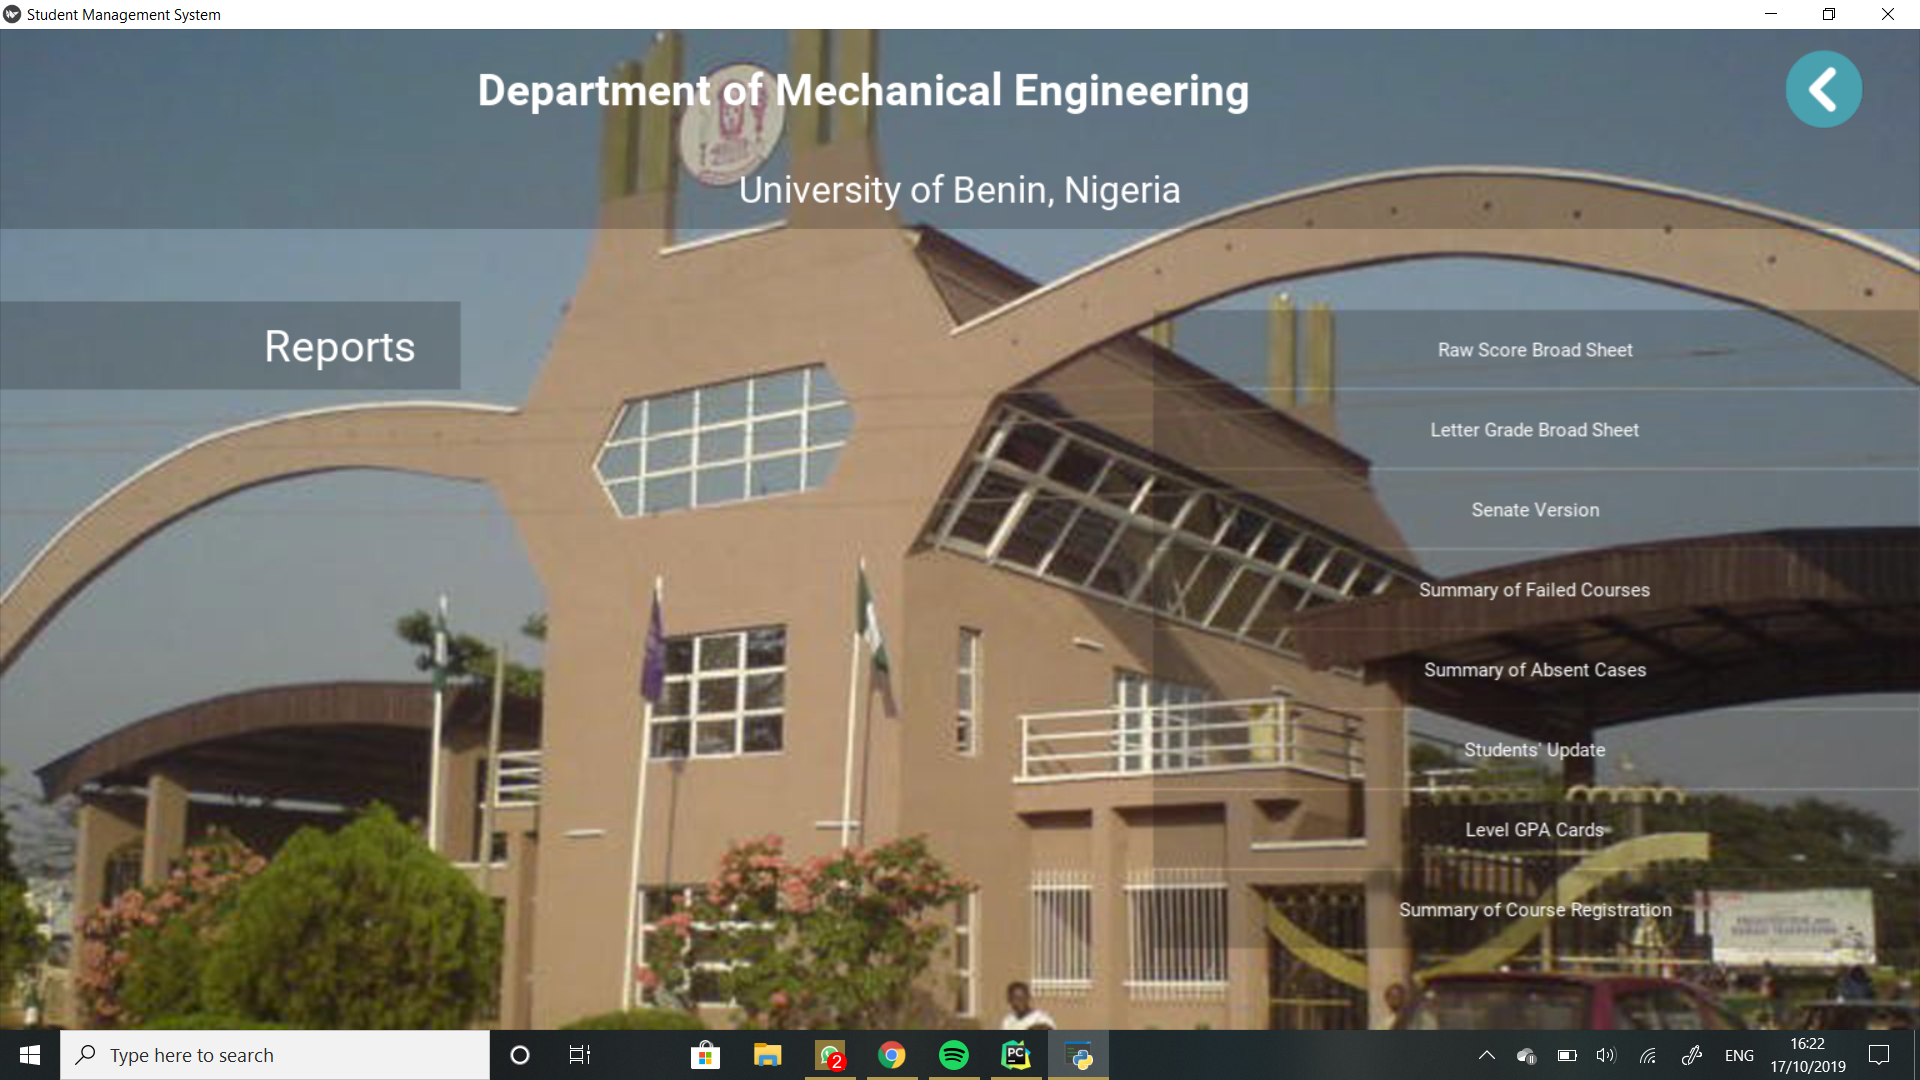 Student Management System
Department of Mechanical Engineering
University of Benin, Nigeria
Reports
Raw Score Broad Sheet
Letter Grade Broad Sheet
Senate Version
Summary of Failed Courses
Summary of Absent Cases
Students' Update
Level GPA Cards
Summary of Course Registration
Type here to search
2
PC
ENG
16:22
17/10/2019